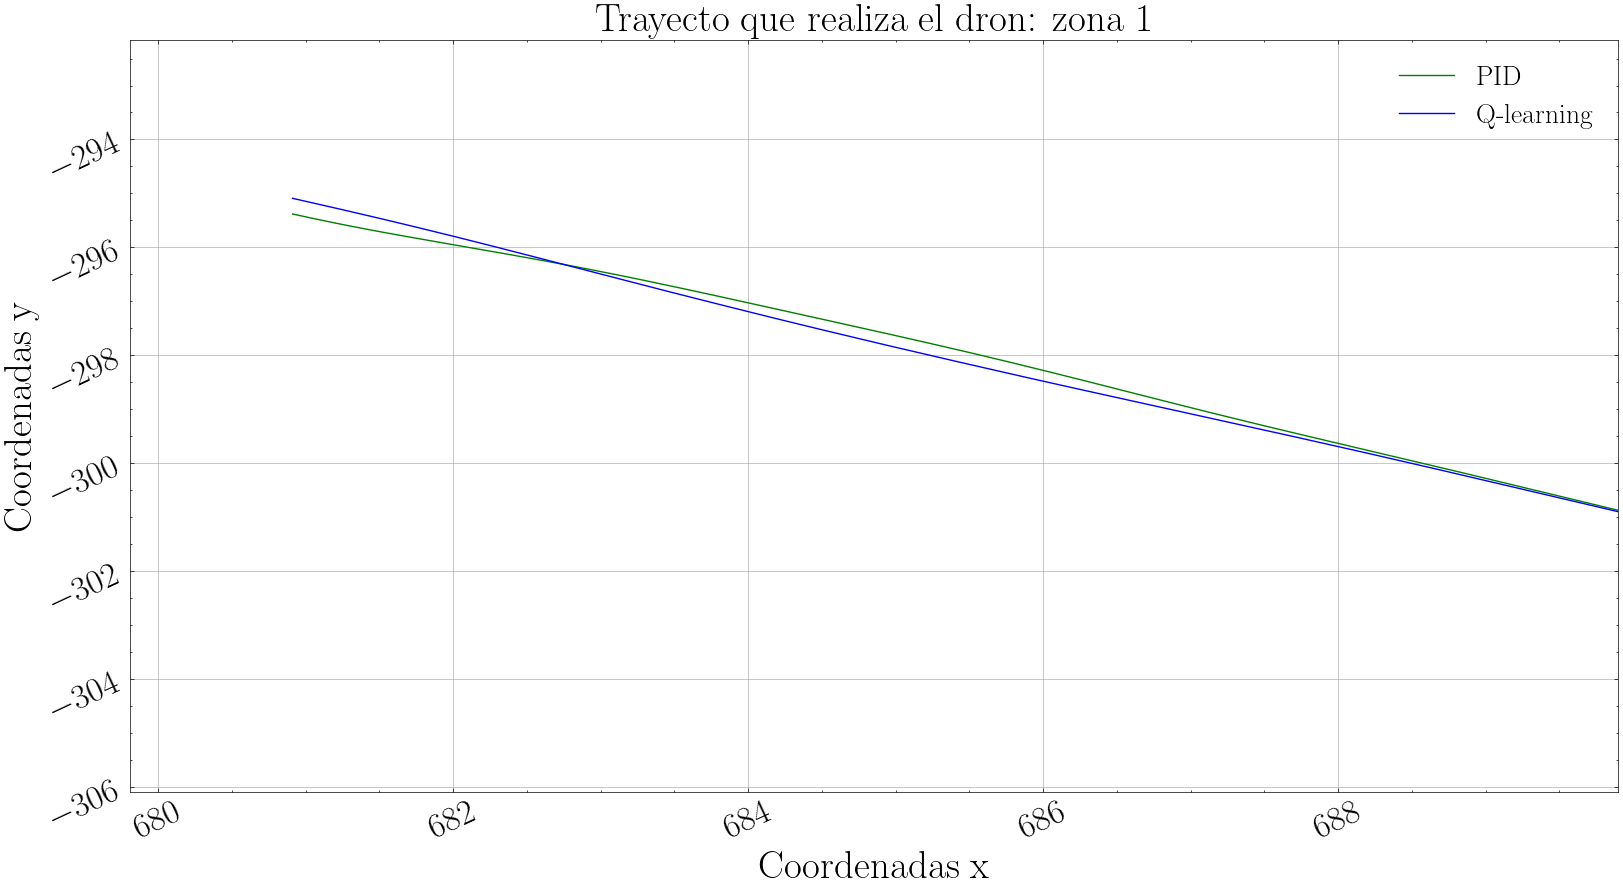 Trayecto que realiza el dron: zona 1
PID
Q-learning
Coordenadas y
−294
−296
−298
−300
−302
−304
−306
680
682
684
686
688
Coordenadas x